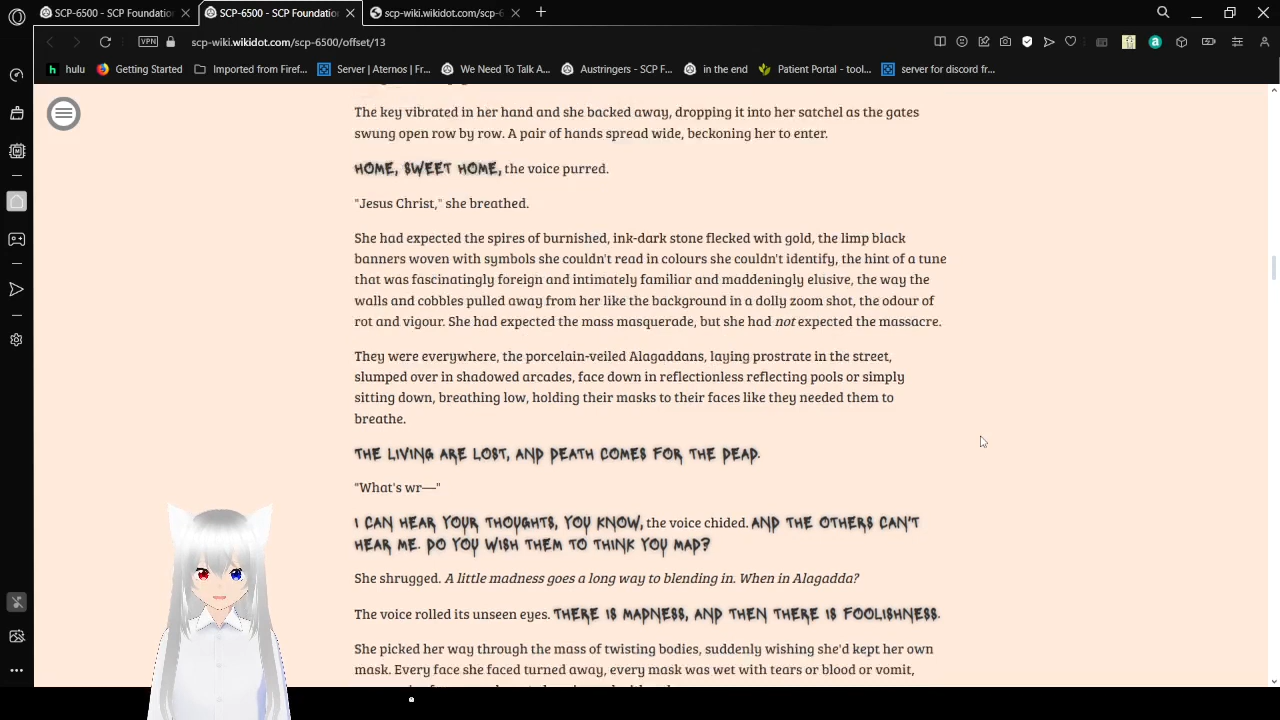 SCP-6500 - SCP Foundation
SCP-6500 - SCP Foundation
scp-wiki.wikidot.com/scp-6
VPN
scp-wiki.wikidot.com/scp-6500/offset/13
hulu
Getting Started
Imported from Firef...
Server | Aternos | Fr...
We Need To Talk A...
Austringers - SCP F...
in the end
Patient Portal - tool...
server for discord fr...
The key vibrated in her hand and she backed away, dropping it into her satchel as the gates
swung open row by row. A pair of hands spread wide, beckoning her to enter.
HOME, SWEET HOME, the voice purred.
"Jesus Christ," she breathed.
She had expected the spires of burnished, ink-dark stone flecked with gold, the limp black
banners woven with symbols she couldn't read in colours she couldn't identify, the hint of a tune
that was fascinatingly foreign and intimately familiar and maddeningly elusive, the way the
walls and cobbles pulled away from her like the background in a dolly zoom shot, the odour of
rot and vigour. She had expected the mass masquerade, but she had not expected the massacre.
They were everywhere, the porcelain-veiled Alagaddans, laying prostrate in the street,
slumped over in shadowed arcades, face down in reflectionless reflecting pools or simply
sitting down, breathing low, holding their masks to their faces like they needed them to
breathe.
THE LIVING ARE LOST, AND DEATH COMES FOR THE DEAD.
"What's wr—"
I CAN HEAR YOUR THOUGHTS, YOU KNOW, the voice chided. AND THE OTHERS CAN'T
HEAR ME. DO YOU WISH THEM TO THINK YOU MAD?
She shrugged. A little madness goes a long way to blending in. When in Alagadda?
The voice rolled its unseen eyes. THERE IS MADNESS, AND THEN THERE IS FOOLISHNESS.
She picked her way through the mass of twisting bodies, suddenly wishing she'd kept her own
mask. Every face she faced turned away, every mask was wet with tears or blood or vomit,